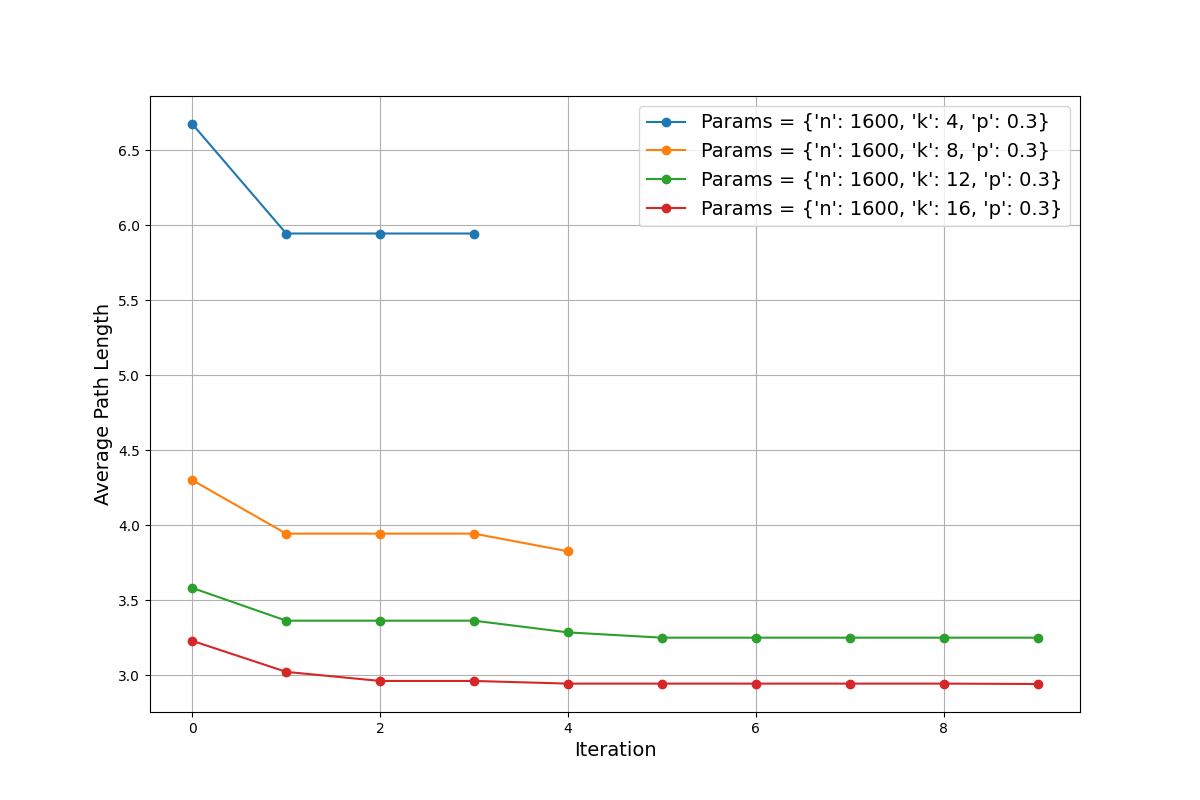 Params = {'n': 1600, 'k': 4, 'p': 0.3}
Params = {'n': 1600, 'k': 8, 'p': 0.3}
Params = {'n': 1600, 'k': 12, 'p': 0.3}
Params = {'n': 1600, 'k': 16, 'p': 0.3}
Average Path Length
6.5
6.0
5.5
5.0
4.5
4.0
3.5
3.0
0 2 4 6 8
Iteration